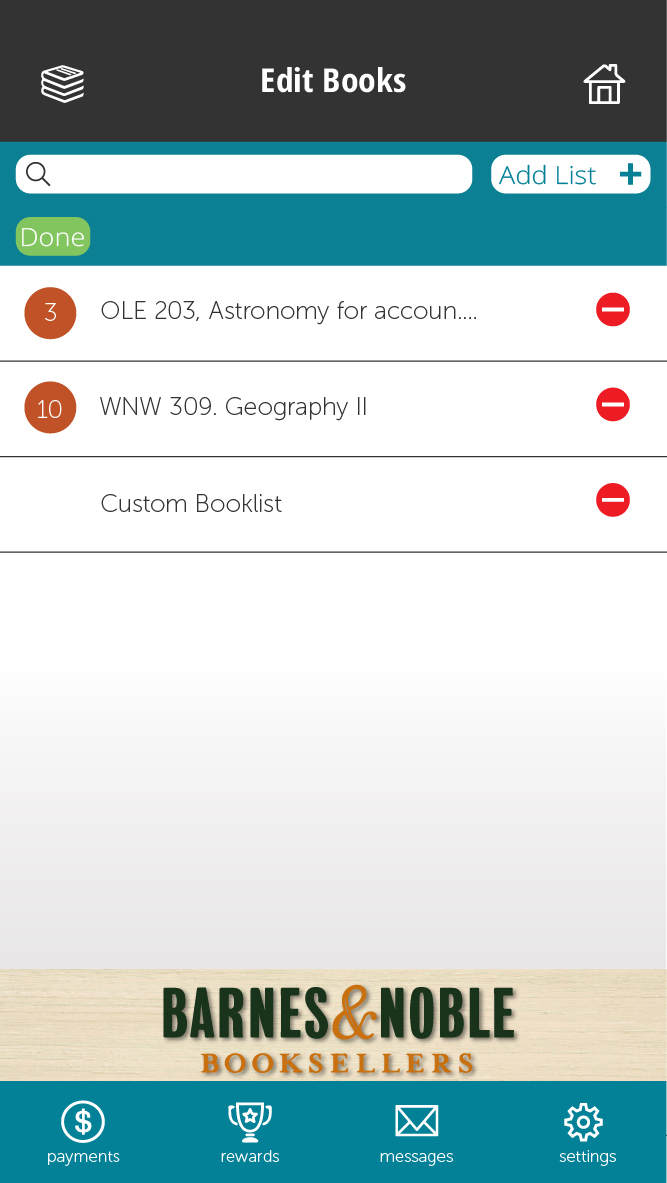 Edit Books
Add List +
Done
3 OLE 203, Astronomy for accoun....
10 WNW 309. Geography II
Custom Booklist
BARNES&NOBLE
BOOKSELLERS
$
payments rewards messages settings